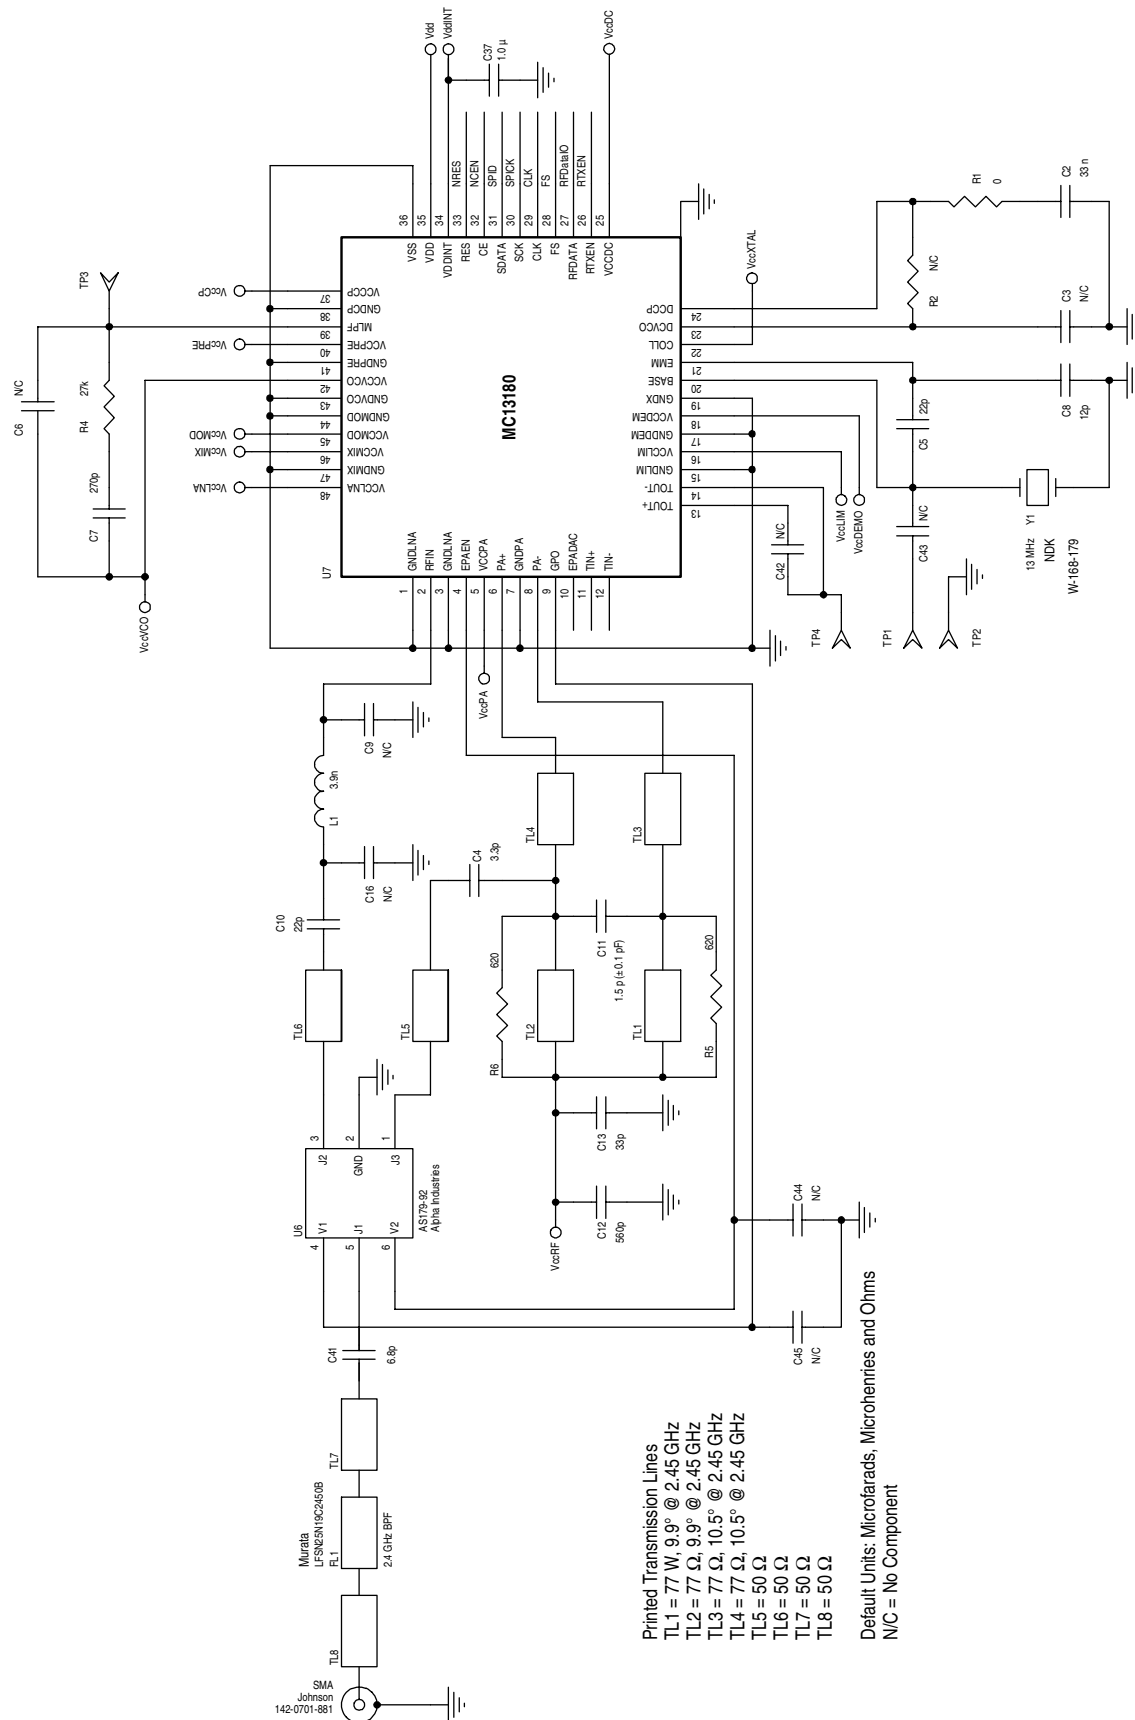 Vdd
VddINT
C37
1.0 µ
VccDC
NRES
NCEN
SPID
SPICK
CLK
FS
RFDataIO
RTXEN
36
35
34
33
32
31
30
29
28
27
26
25
VSS
VDD
VDDINT
RES
CE
SDATA
SCK
CLK
FS
RFDATA
RTXEN
VCCDC
TP3
VccCP
VccPRE
VccMOD
VccMIX
VccLNA
N/C
C6
27k
R4
270p
C7
VccVCO
37
38
39
40
41
42
43
44
45
46
47
48
VCCCP
GNDCP
MLPF
VCCPRE
GNDPRE
VCCVCO
GNDVCO
GNDMOD
VCCMOD
VCCMIX
GNDMIX
VCCLNA
MC13180
U7
DCCP
DCVCO
COLL
EMM
BASE
GNDX
VCCDEM
GNDDEM
VCCLIM
GNDLIM
TOUT-
TOUT+
24
23
22
21
20
19
18
17
16
15
14
13
VccXTAL
R1
0
C2
33 n
N/C
R2
C3
N/C
C8
12p
22p
C5
N/C
C43
13 MHz
Y1
NDK
W-168-179
VccLIM
VccDEMO
N/C
C42
TP4
TP1
TP2
GNDLNA
RFIN
GNDLNA
EPAEN
VCCPA
PA+
GNDPA
PA-
GPO
EPADAC
TIN+
TIN-
1
2
3
4
5
6
7
8
9
10
11
12
VccPA
C9
N/C
3.9n
L1
C16
N/C
C10
22p
TL6
TL5
C4
3.3p
TL4
TL3
C11
1.5 p (±0.1 pF)
620
R6
TL2
TL1
620
R5
C13
33p
C12
560p
VccRF
3
2
1
J2
GND
J3
U6
V1
J1
V2
4
5
6
AS179-92
Alpha Industries
C44
N/C
C45
N/C
C41
6.8p
TL7
Murata
LFSN25N19C2450B
FL1
2.4 GHz BPF
TL8
SMA
Johnson
142-0701-881
Printed Transmission Lines
TL1 = 77 W, 9.9° @ 2.45 GHz
TL2 = 77 Ω, 9.9° @ 2.45 GHz
TL3 = 77 Ω, 10.5° @ 2.45 GHz
TL4 = 77 Ω, 10.5° @ 2.45 GHz
TL5 = 50 Ω
TL6 = 50 Ω
TL7 = 50 Ω
TL8 = 50 Ω
Default Units: Microfarads, Microhenries and Ohms
N/C = No Component